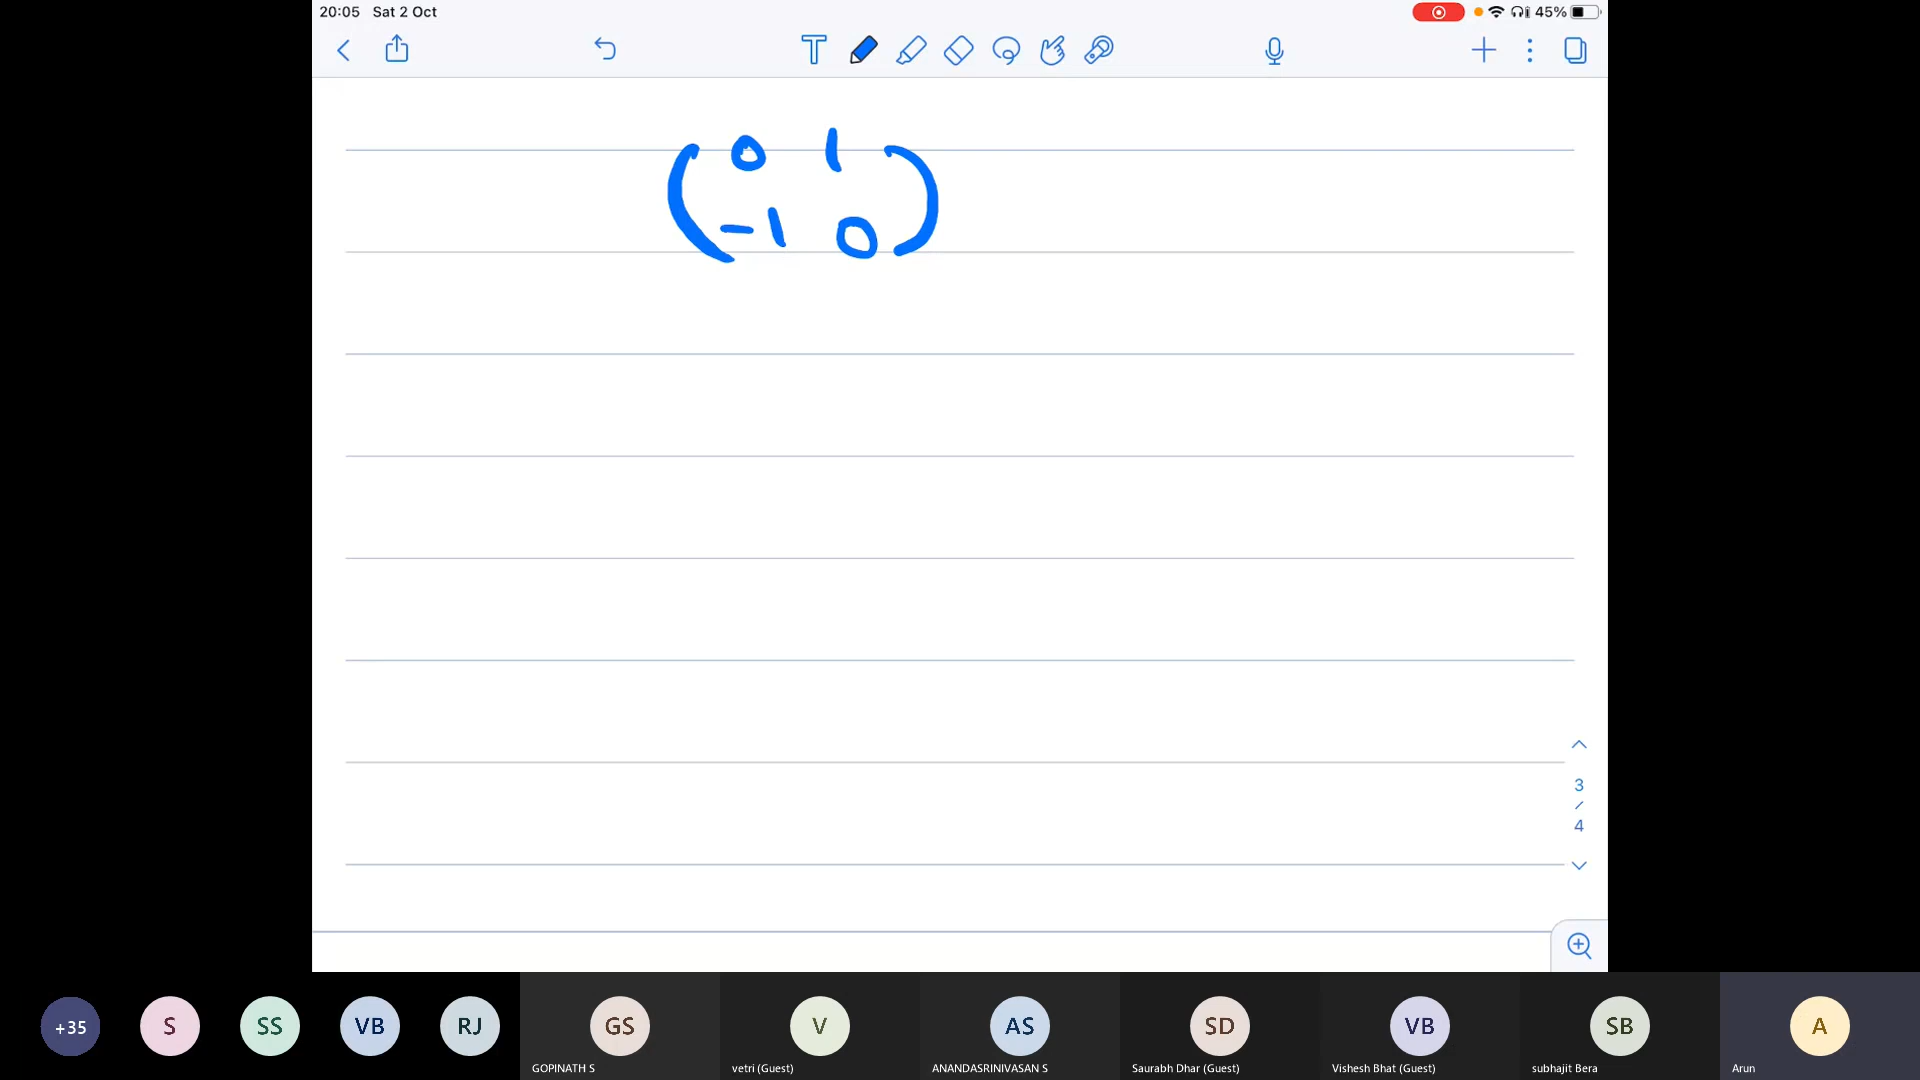 20:05 Sat 2 Oct 45%
T
0 1
-1 0
3
/
4
+35 S SS VB RJ GS V AS SD VB SB A
GOPINATH S vetri (Guest) ANANDASRINIVASAN S Saurabh Dhar (Guest) Vishesh Bhat (Guest) subhajit Bera Arun